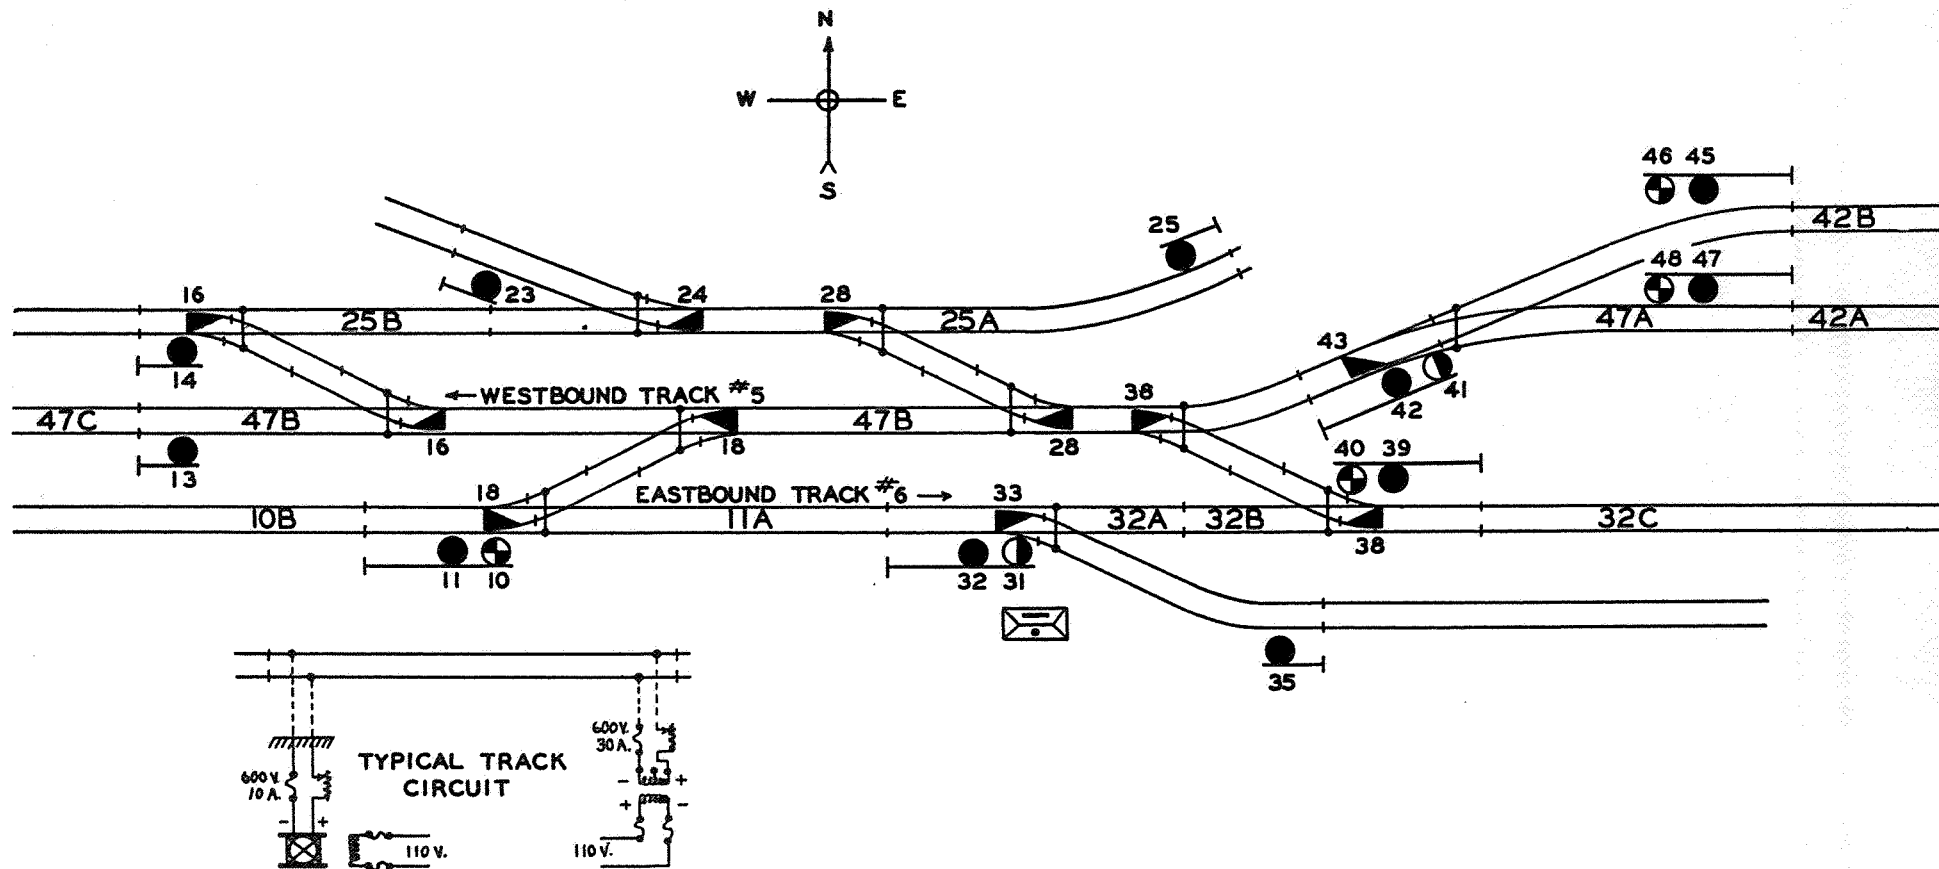 N
W E
S
46 45
42B
25
48 47
16 23 24 28
25B 25A 47A 42A
43
14
41
42
← WESTBOUND TRACK #5
38
47C 47B 47B
16 18 28
13
40 39
18 EASTBOUND TRACK #6 → 33
10B 11A 32A 32B 32C
38
11 10 32 31
35
600V.
30A.
TYPICAL TRACK
CIRCUIT
600V.
10A.
- +
+ -
- +
110V.
110V.